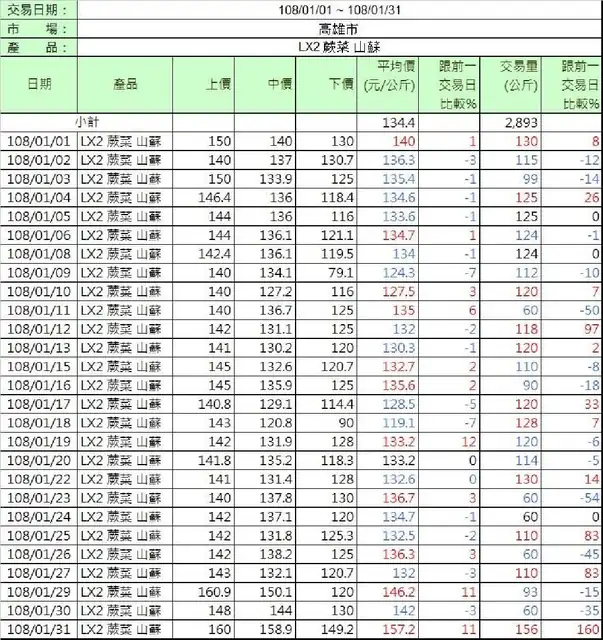 交易日期： 108/01/01 ~ 108/01/31
市 場： 高雄市
產 品： LX2 蕨菜 山蘇
日期 產品 上價 中價 下價 平均價(元/公斤) 跟前一交易日比較% 交易量(公斤) 跟前一交易日比較%
小計 134.4 2,893
108/01/01 LX2 蕨菜 山蘇 150 140 130 140 1 130 8
108/01/02 LX2 蕨菜 山蘇 140 137 130.7 136.3 -3 115 -12
108/01/03 LX2 蕨菜 山蘇 150 133.9 125 135.4 -1 99 -14
108/01/04 LX2 蕨菜 山蘇 146.4 136 118.4 134.6 -1 125 26
108/01/05 LX2 蕨菜 山蘇 144 136 116 133.6 -1 125 0
108/01/06 LX2 蕨菜 山蘇 144 136.1 121.1 134.7 1 124 -1
108/01/08 LX2 蕨菜 山蘇 142.4 136.1 119.5 134 -1 124 0
108/01/09 LX2 蕨菜 山蘇 140 134.1 79.1 124.3 -7 112 -10
108/01/10 LX2 蕨菜 山蘇 140 127.2 116 127.5 3 120 7
108/01/11 LX2 蕨菜 山蘇 140 136.7 125 135 6 60 -50
108/01/12 LX2 蕨菜 山蘇 142 131.1 125 132 -2 118 97
108/01/13 LX2 蕨菜 山蘇 141 130.2 120 130.3 -1 120 2
108/01/15 LX2 蕨菜 山蘇 145 132.6 120.7 132.7 2 110 -8
108/01/16 LX2 蕨菜 山蘇 145 135.9 125 135.6 2 90 -18
108/01/17 LX2 蕨菜 山蘇 140.8 129.1 114.4 128.5 -5 120 33
108/01/18 LX2 蕨菜 山蘇 143 120.8 90 119.1 -7 128 7
108/01/19 LX2 蕨菜 山蘇 142 131.9 128 133.2 12 120 -6
108/01/20 LX2 蕨菜 山蘇 141.8 135.2 118.3 133.2 0 114 -5
108/01/22 LX2 蕨菜 山蘇 141 131.4 128 132.6 0 130 14
108/01/23 LX2 蕨菜 山蘇 140 137.8 130 136.7 3 60 -54
108/01/24 LX2 蕨菜 山蘇 142 137.1 120 134.7 -1 60 0
108/01/25 LX2 蕨菜 山蘇 142 131.8 125.3 132.5 -2 110 83
108/01/26 LX2 蕨菜 山蘇 142 138.2 125 136.3 3 60 -45
108/01/27 LX2 蕨菜 山蘇 143 132.1 120.7 132 -3 110 83
108/01/29 LX2 蕨菜 山蘇 160.9 150.1 120 146.2 11 93 -15
108/01/30 LX2 蕨菜 山蘇 148 144 130 142 -3 60 -35
108/01/31 LX2 蕨菜 山蘇 160 158.9 149.2 157.2 11 156 160